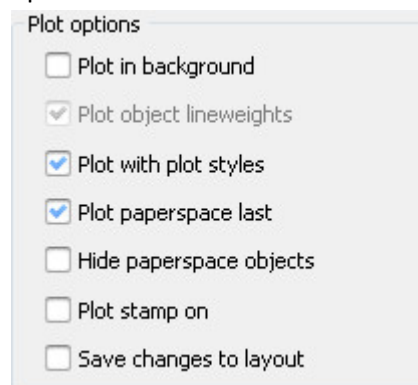 Plot options
Plot in background
Plot object lineweights
Plot with plot styles
Plot paperspace last
Hide paperspace objects
Plot stamp on
Save changes to layout